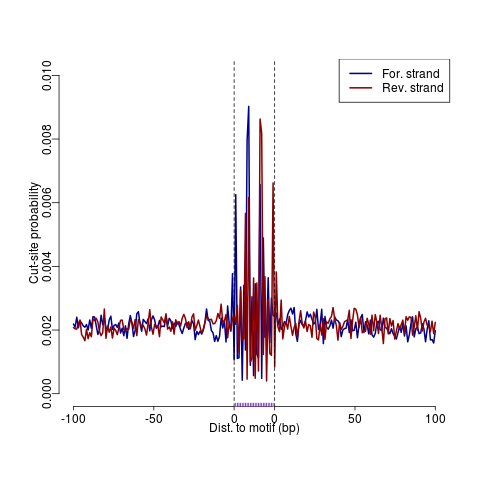 For. strand
Rev. strand
Cut-site probability
0.010
0.008
0.006
0.004
0.002
0.000
-100 -50 0 0 50 100
Dist. to motif (bp)